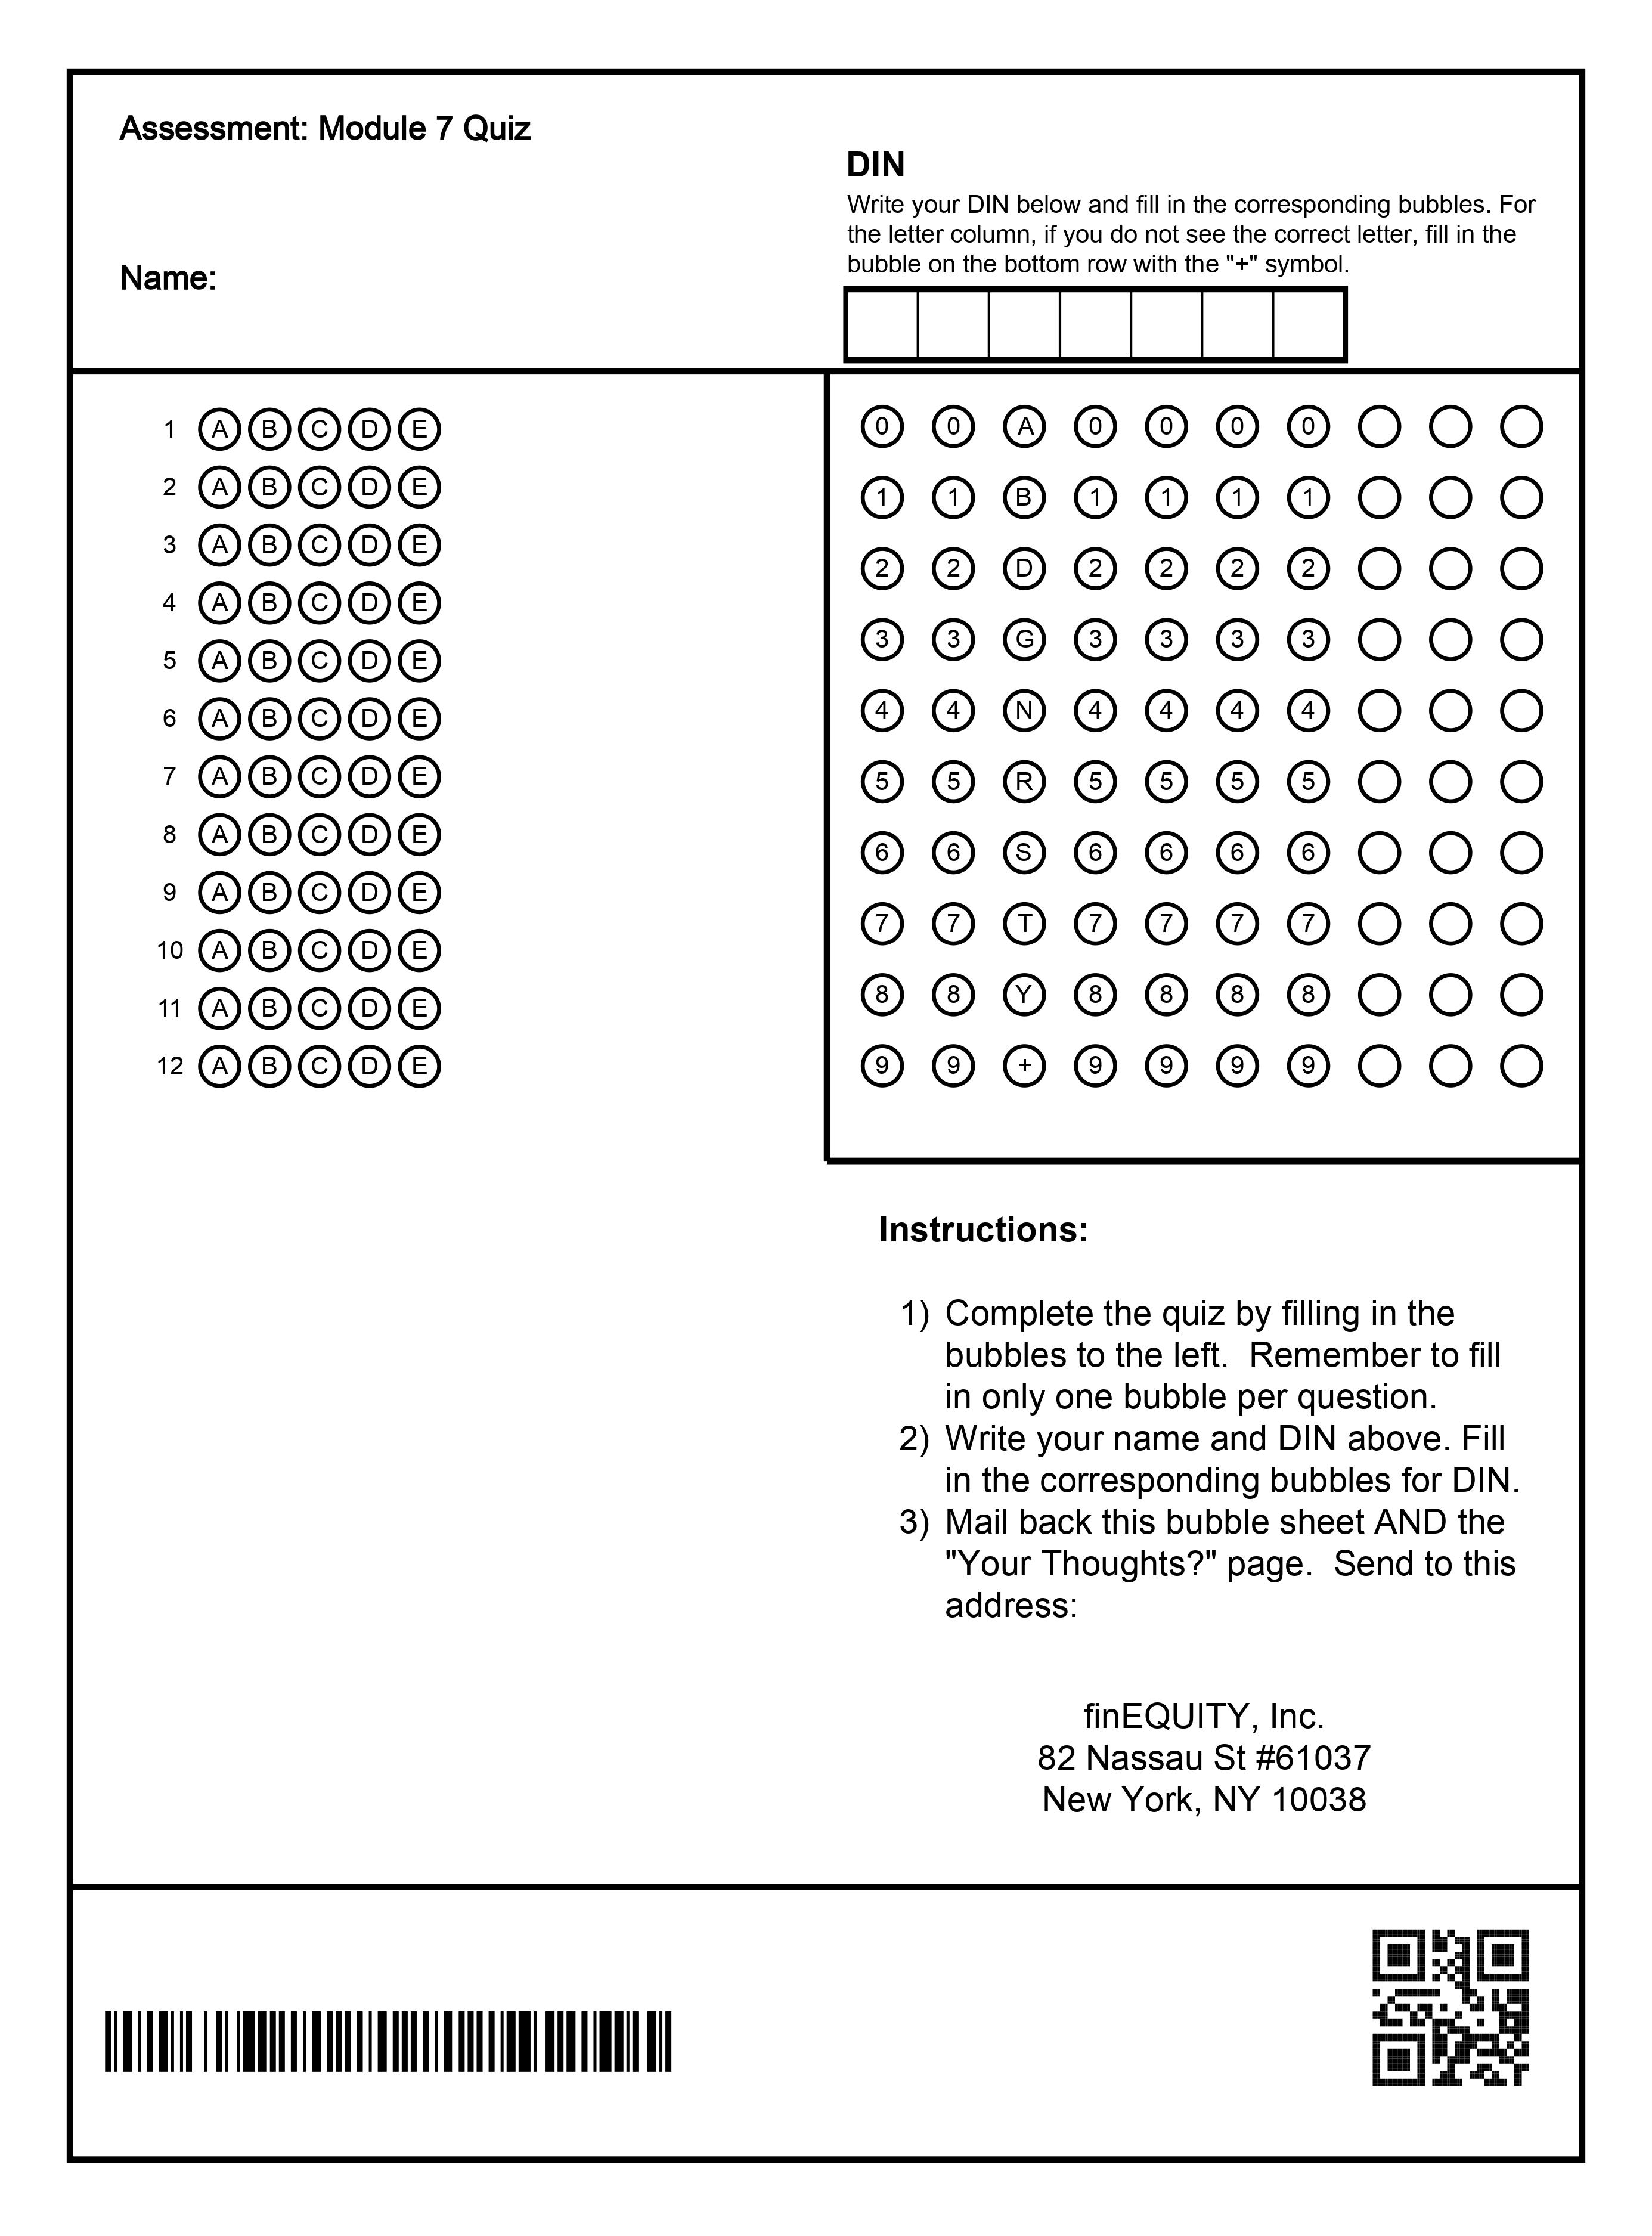 Assessment: Module 7 Quiz
Name:
DIN
Write your DIN below and fill in the corresponding bubbles. For
the letter column, if you do not see the correct letter, fill in the
bubble on the bottom row with the "+" symbol.
1 A B C D E
2 A B C D E
3 A B C D E
4 A B C D E
5 A B C D E
6 A B C D E
7 A B C D E
8 A B C D E
9 A B C D E
10 A B C D E
11 A B C D E
12 A B C D E
0 0 A 0 0 0 0
1 1 B 1 1 1 1
2 2 D 2 2 2 2
3 3 G 3 3 3 3
4 4 N 4 4 4 4
5 5 R 5 5 5 5
6 6 S 6 6 6 6
7 7 T 7 7 7 7
8 8 Y 8 8 8 8
9 9 + 9 9 9 9
Instructions:
1) Complete the quiz by filling in the
bubbles to the left.  Remember to fill
in only one bubble per question.
2) Write your name and DIN above. Fill
in the corresponding bubbles for DIN.
3) Mail back this bubble sheet AND the
"Your Thoughts?" page.  Send to this
address:
finEQUITY, Inc.
82 Nassau St #61037
New York, NY 10038